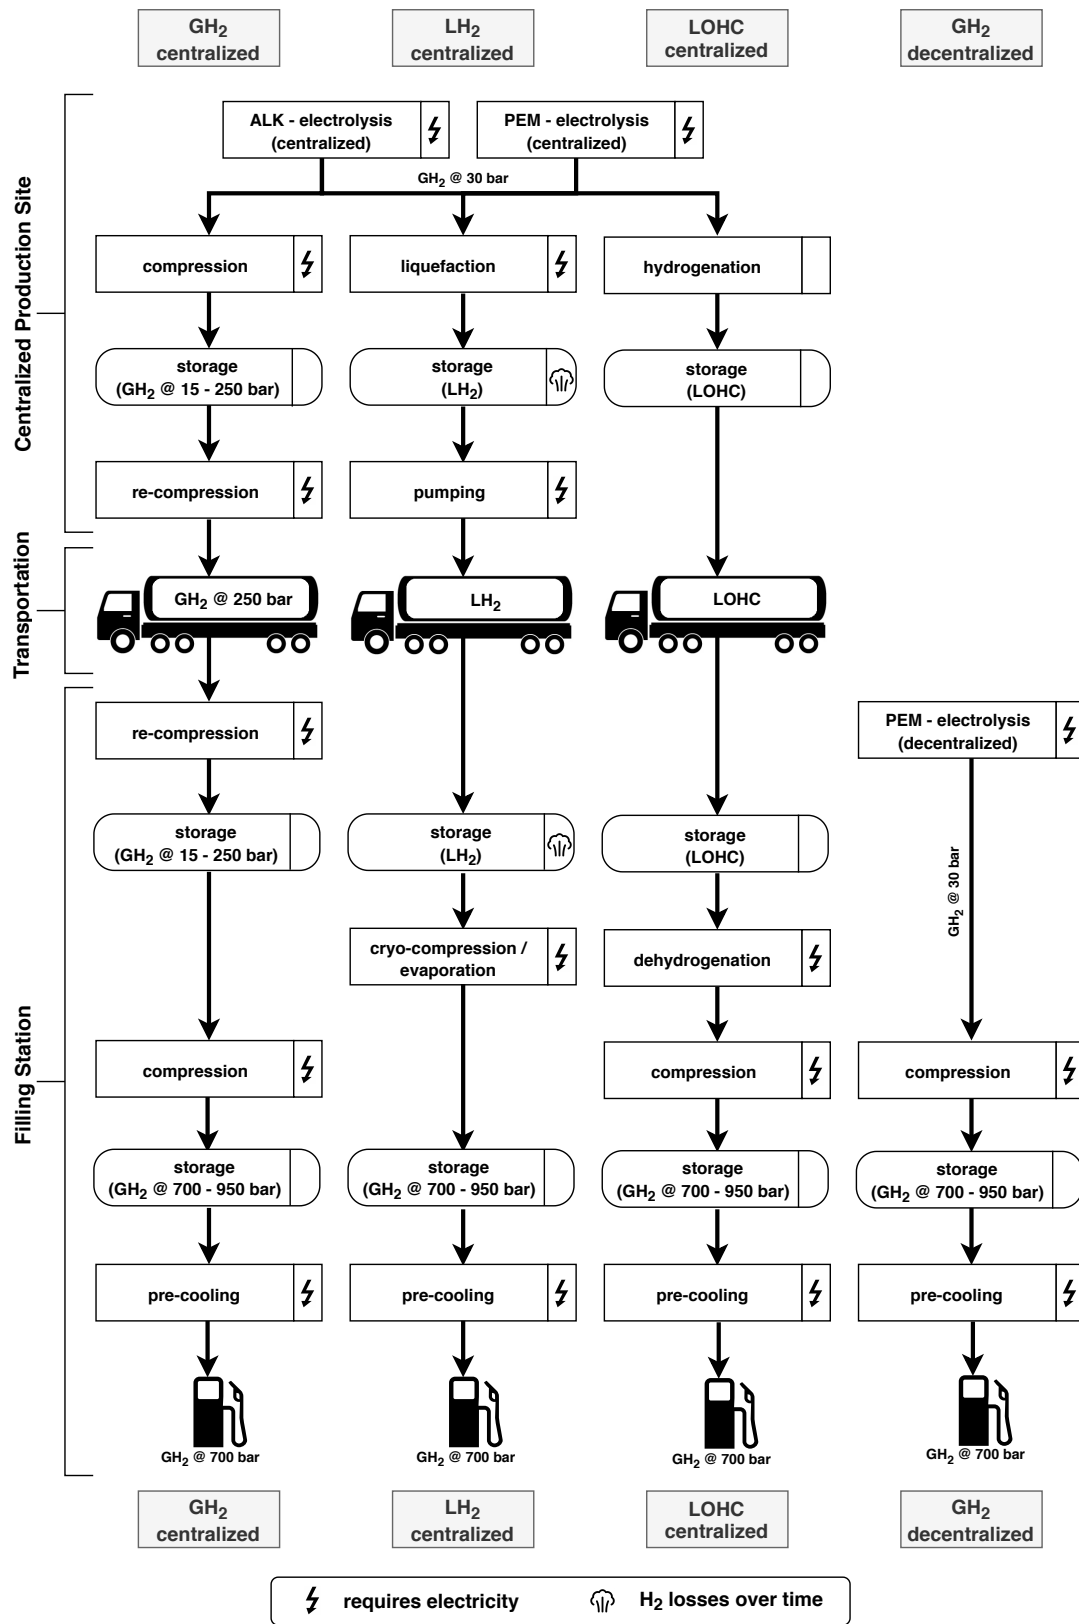 GH2 centralized
LH2 centralized
LOHC centralized
GH2 decentralized
Centralized Production Site
ALK - electrolysis
(centralized)
PEM - electrolysis
(centralized)
GH2 @ 30 bar
compression
liquefaction
hydrogenation
storage
(GH2 @ 15 - 250 bar)
storage
(LH2)
storage
(LOHC)
re-compression
pumping
Transportation
GH2 @ 250 bar
LH2
LOHC
Filling Station
re-compression
PEM - electrolysis
(decentralized)
storage
(GH2 @ 15 - 250 bar)
storage
(LH2)
storage
(LOHC)
GH2 @ 30 bar
cryo-compression /
evaporation
dehydrogenation
compression
compression
compression
storage
(GH2 @ 700 - 950 bar)
storage
(GH2 @ 700 - 950 bar)
storage
(GH2 @ 700 - 950 bar)
storage
(GH2 @ 700 - 950 bar)
pre-cooling
pre-cooling
pre-cooling
pre-cooling
GH2 @ 700 bar
GH2 @ 700 bar
GH2 @ 700 bar
GH2 @ 700 bar
GH2 centralized
LH2 centralized
LOHC centralized
GH2 decentralized
requires electricity
H2 losses over time